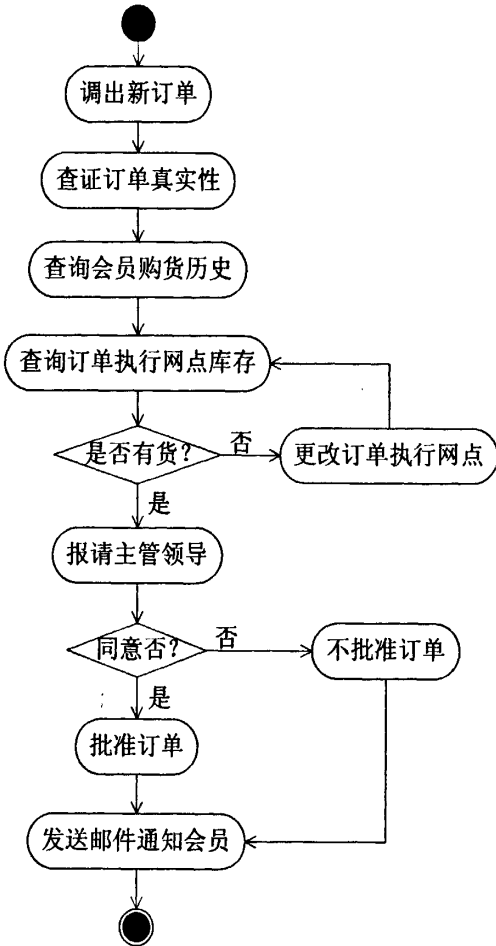 调出新订单
查证订单真实性
查询会员购货历史
查询订单执行网点库存
是否有货?
否
更改订单执行网点
是
报请主管领导
同意否?
否
不批准订单
是
批准订单
发送邮件通知会员